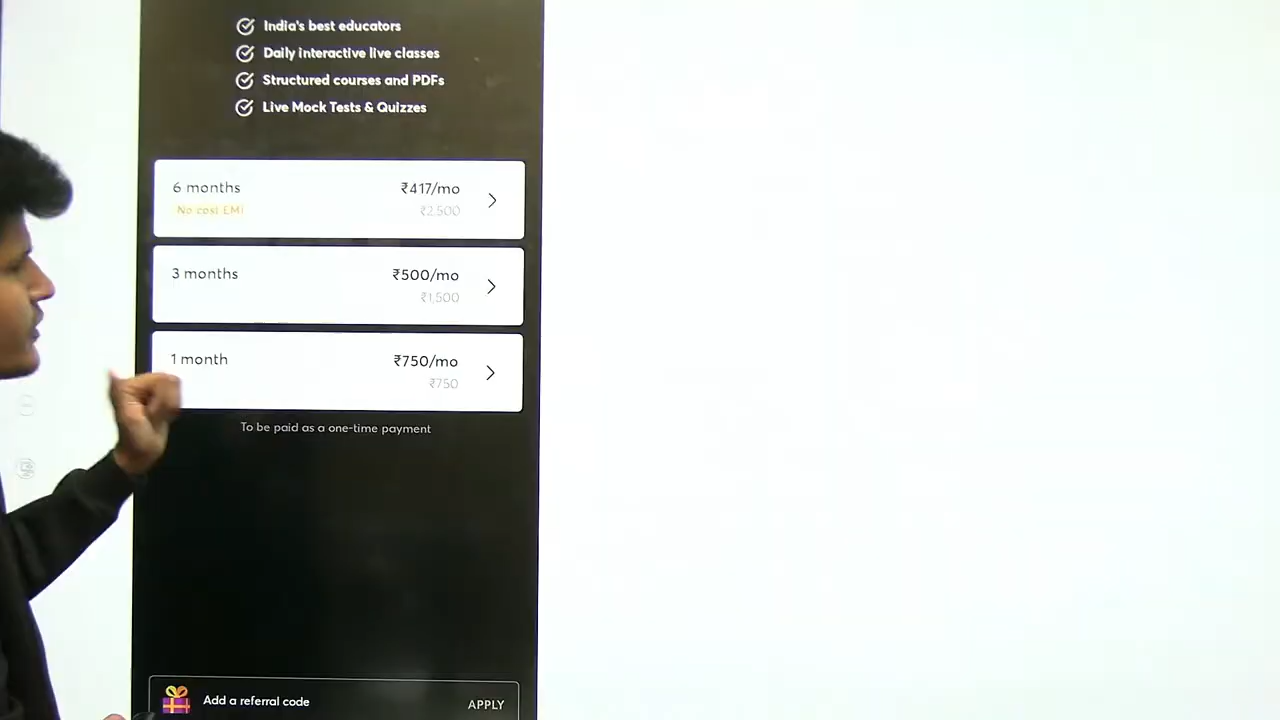 India's best educators
Daily interactive live classes
Structured courses and PDFs
Live Mock Tests & Quizzes
6 months ₹417/mo
No cost EMI ₹2,500
3 months ₹500/mo
₹1,500
1 month ₹750/mo
₹750
To be paid as a one-time payment
Add a referral code APPLY